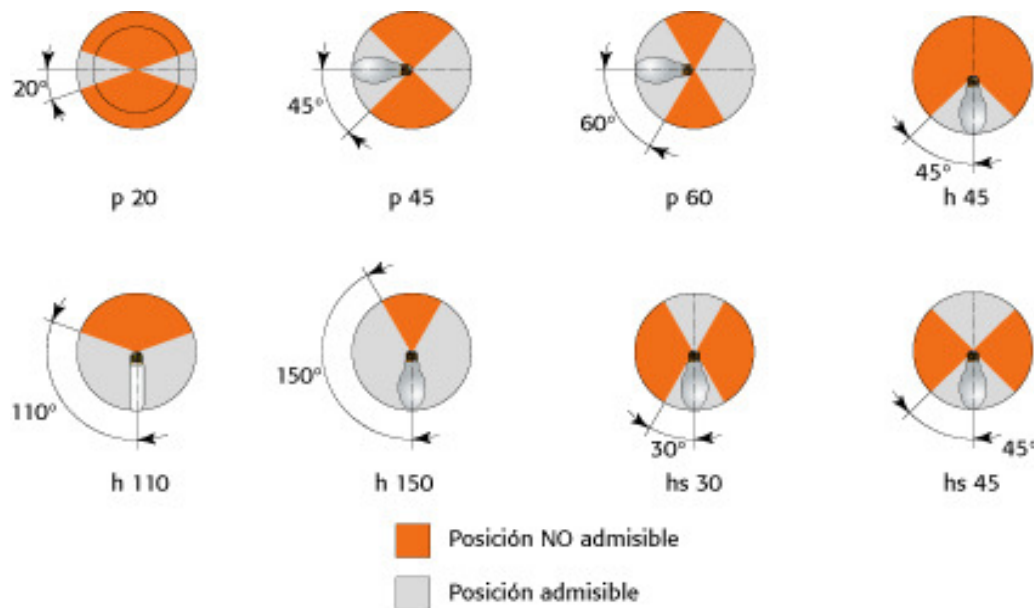 20°
45°
60°
45°
p 20
p 45
p 60
h 45
110°
150°
30°
45°
h 110
h 150
hs 30
hs 45
Posición NO admisible
Posición admisible